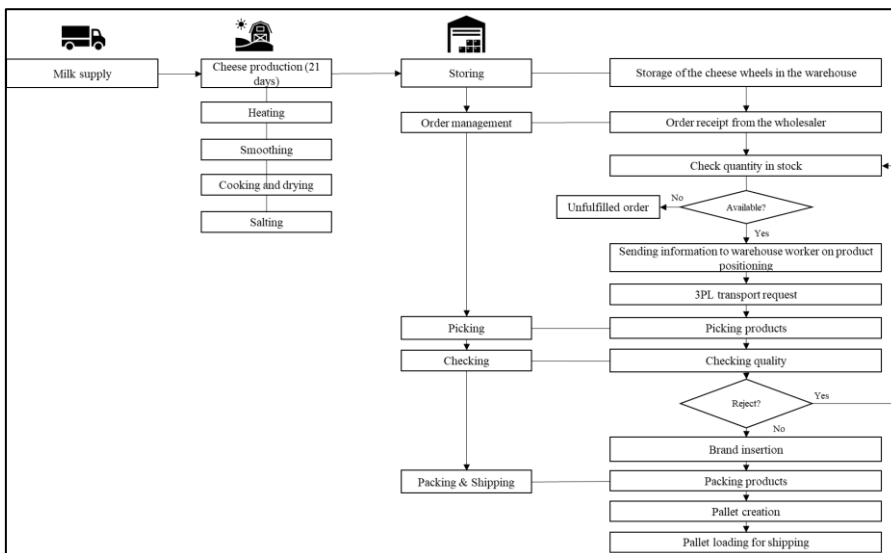 Milk supply
Cheese production (21
days)
Storing
Storage of the cheese wheels in the warehouse
Heating
Order management
Order receipt from the wholesaler
Smoothing
Check quantity in stock
Cooking and drying
No
Available?
Unfulfilled order
Salting
Yes
Sending information to warehouse worker on product
positioning
3PL transport request
Picking
Picking products
Checking
Checking quality
Yes
Reject?
No
Brand insertion
Packing & Shipping
Packing products
Pallet creation
Pallet loading for shipping